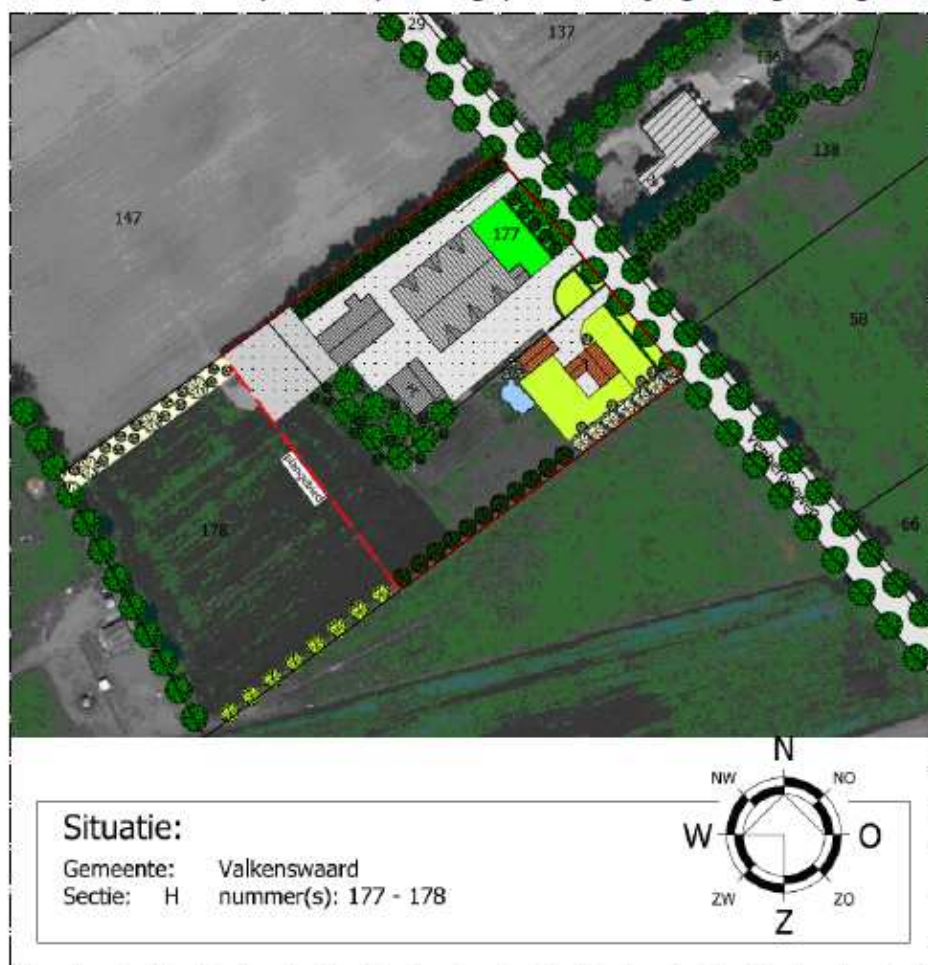 29
137
136
138
147
177
58
178
66
N
NW NO
W O
ZW ZO
Z
Situatie:
Gemeente: Valkenswaard
Sectie: H nummer(s): 177 - 178